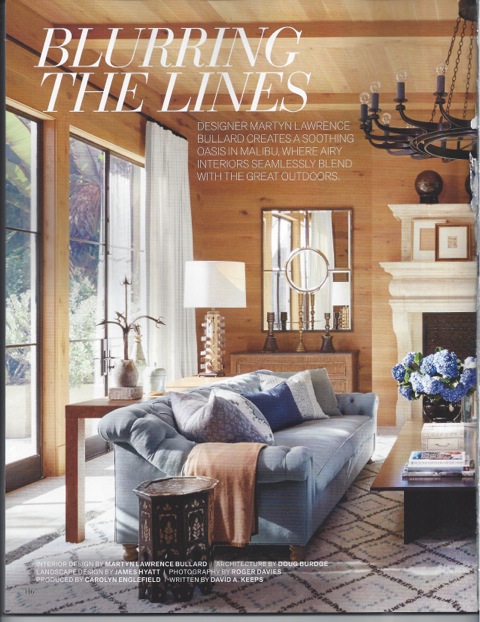 BLURRING
THE LINES
DESIGNER MARTYN LAWRENCE
BULLARD CREATES A SOOTHING
OASIS IN MALIBU, WHERE AIRY
INTERIORS SEAMLESSLY BLEND
WITH THE GREAT OUTDOORS.
INTERIOR DESIGN BY MARTYN LAWRENCE BULLARD | ARCHITECTURE BY DOUG BURDGE
LANDSCAPE DESIGN BY JAMES HYATT | PHOTOGRAPHY BY ROGER DAVIES
PRODUCED BY CAROLYN ENGLEFIELD | WRITTEN BY DAVID A. KEEPS
116